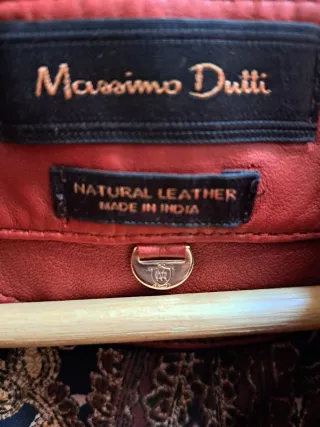 Massimo Dutti
NATURAL LEATHER
MADE IN INDIA